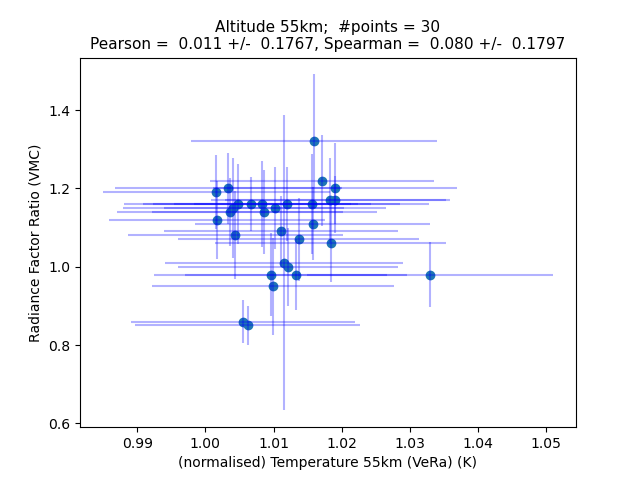 Altitude 55km;  #points = 30
Pearson =  0.011 +/-  0.1767, Spearman =  0.080 +/-  0.1797
Radiance Factor Ratio (VMC)
1.4
1.2
1.0
0.8
0.6
0.99 1.00 1.01 1.02 1.03 1.04 1.05
(normalised) Temperature 55km (VeRa) (K)